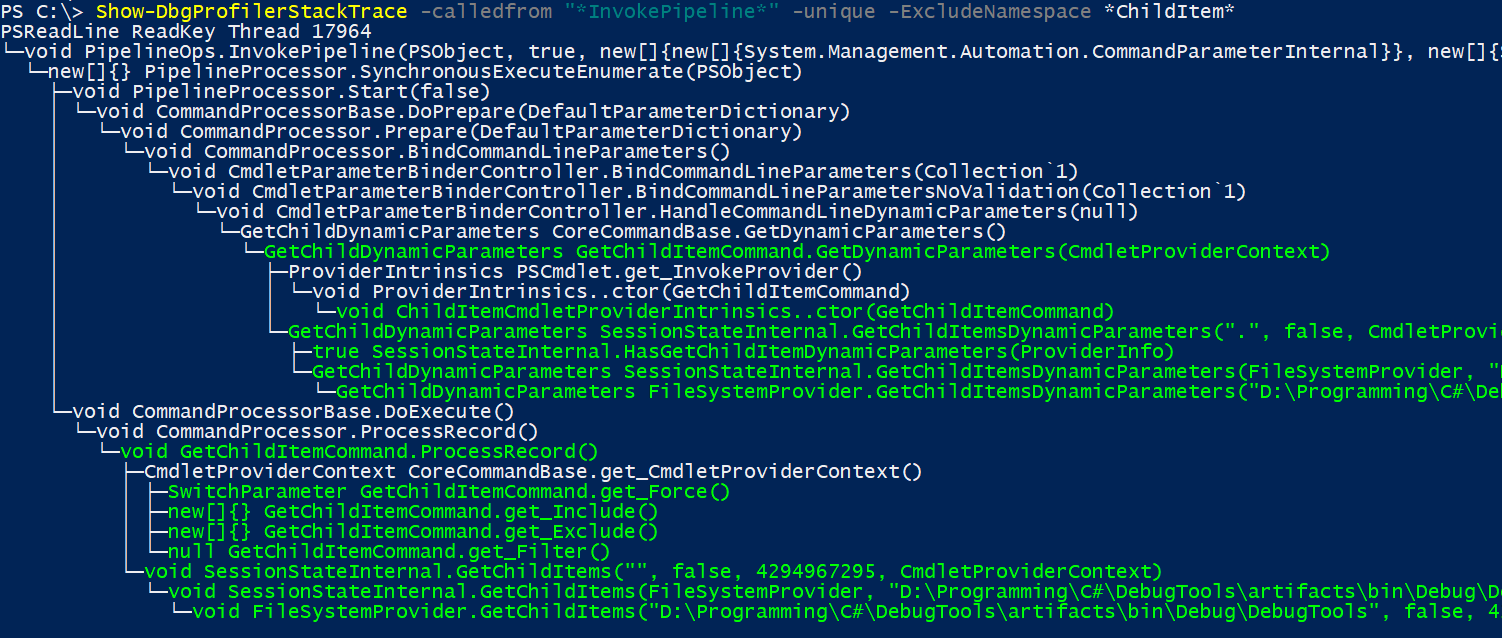 PS C:\> Show-DbgProfilerStackTrace -calledfrom "*InvokePipeline*" -unique -ExcludeNamespace *ChildItem*
PSReadLine ReadKey Thread 17964
└─void PipelineOps.InvokePipeline(PSObject, true, new[]{new[]{System.Management.Automation.CommandParameterInternal}}, new[]{
  └─new[]{} PipelineProcessor.SynchronousExecuteEnumerate(PSObject)
    ├─void PipelineProcessor.Start(false)
    │ └─void CommandProcessorBase.DoPrepare(DefaultParameterDictionary)
    │   └─void CommandProcessor.Prepare(DefaultParameterDictionary)
    │     └─void CommandProcessor.BindCommandLineParameters()
    │       └─void CmdletParameterBinderController.BindCommandLineParameters(Collection`1)
    │         └─void CmdletParameterBinderController.BindCommandLineParametersNoValidation(Collection`1)
    │           └─void CmdletParameterBinderController.HandleCommandLineDynamicParameters(null)
    │             └─GetChildDynamicParameters CoreCommandBase.GetDynamicParameters()
    │               └─GetChildDynamicParameters GetChildItemCommand.GetDynamicParameters(CmdletProviderContext)
    │                 ├─ProviderIntrinsics PSCmdlet.get_InvokeProvider()
    │                 │ └─void ProviderIntrinsics..ctor(GetChildItemCommand)
    │                 │   └─void ChildItemCmdletProviderIntrinsics..ctor(GetChildItemCommand)
    │                 └─GetChildDynamicParameters SessionStateInternal.GetChildItemsDynamicParameters(".", false, CmdletProvi
    │                   ├─true SessionStateInternal.HasGetChildItemDynamicParameters(ProviderInfo)
    │                   └─GetChildDynamicParameters SessionStateInternal.GetChildItemsDynamicParameters(FileSystemProvider, "
    │                     └─GetChildDynamicParameters FileSystemProvider.GetChildItemsDynamicParameters("D:\Programming\C#\Deb
    └─void CommandProcessorBase.DoExecute()
      └─void CommandProcessor.ProcessRecord()
        └─void GetChildItemCommand.ProcessRecord()
          ├─CmdletProviderContext CoreCommandBase.get_CmdletProviderContext()
          │ ├─SwitchParameter GetChildItemCommand.get_Force()
          │ ├─new[]{} GetChildItemCommand.get_Include()
          │ ├─new[]{} GetChildItemCommand.get_Exclude()
          │ └─null GetChildItemCommand.get_Filter()
          └─void SessionStateInternal.GetChildItems("", false, 4294967295, CmdletProviderContext)
            └─void SessionStateInternal.GetChildItems(FileSystemProvider, "D:\Programming\C#\DebugTools\artifacts\bin\Debug\D
              └─void FileSystemProvider.GetChildItems("D:\Programming\C#\DebugTools\artifacts\bin\Debug\DebugTools", false, 4